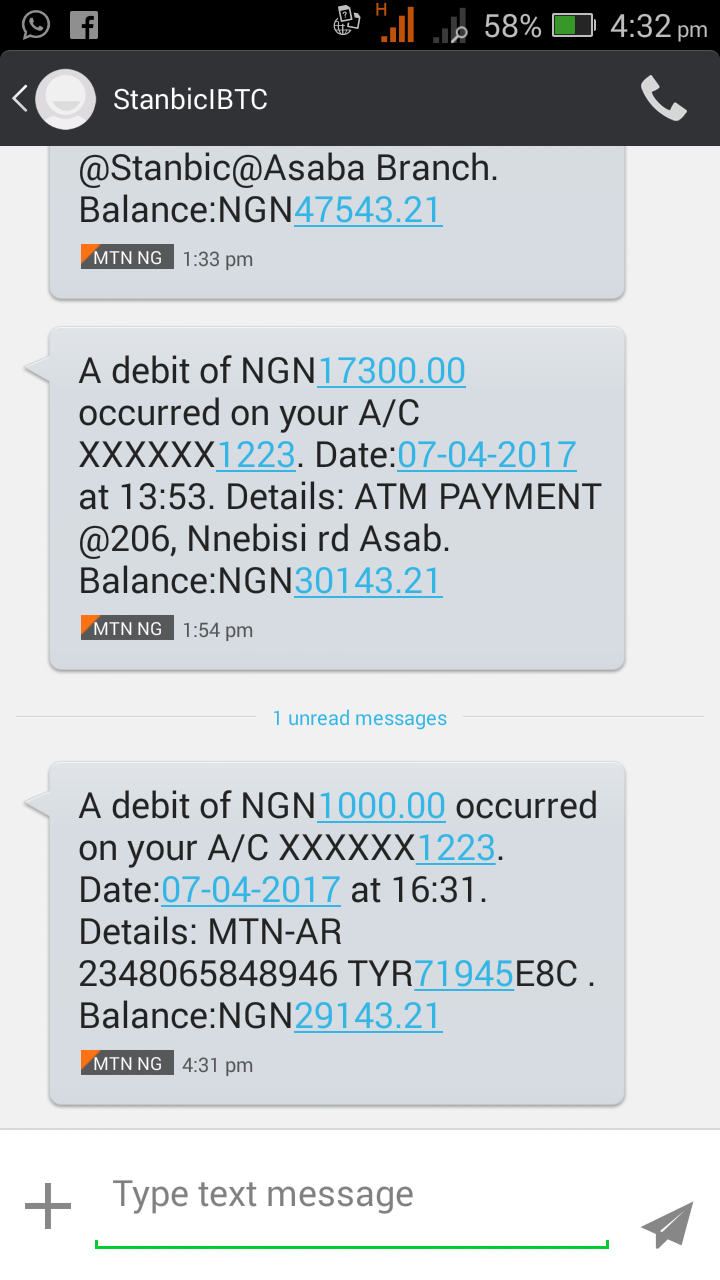 H
58%
4:32 pm
StanbicIBTC
@Stanbic@Asaba Branch.
Balance:NGN47543.21
MTN NG 1:33 pm
A debit of NGN17300.00
occurred on your A/C
XXXXXX1223. Date:07-04-2017
at 13:53. Details: ATM PAYMENT
@206, Nnebisi rd Asab.
Balance:NGN30143.21
MTN NG 1:54 pm
1 unread messages
A debit of NGN1000.00 occurred
on your A/C XXXXXX1223.
Date:07-04-2017 at 16:31.
Details: MTN-AR
2348065848946 TYR71945E8C .
Balance:NGN29143.21
MTN NG 4:31 pm
Type text message